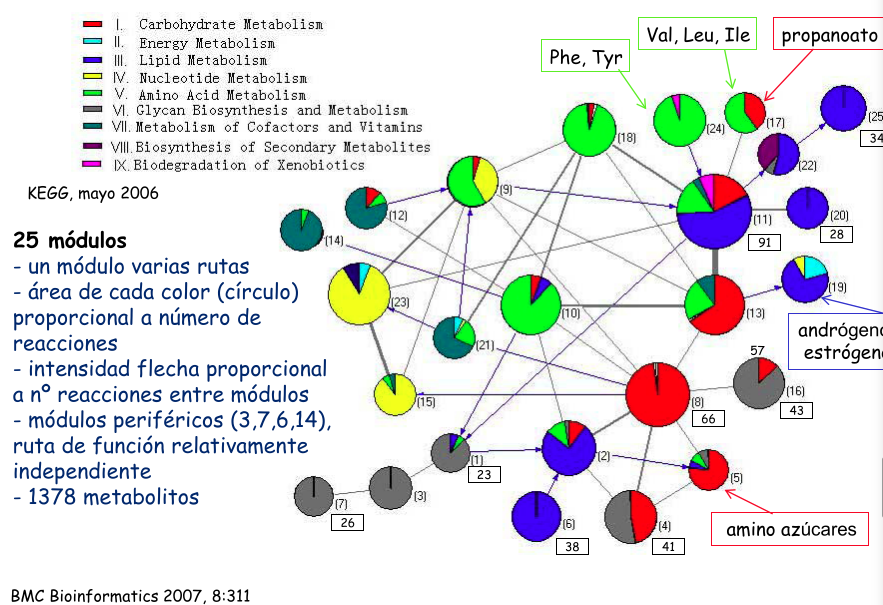 I. Carbohydrate Metabolism
II. Energy Metabolism
III. Lipid Metabolism
IV. Nucleotide Metabolism
V. Amino Acid Metabolism
VI. Glycan Biosynthesis and Metabolism
VII. Metabolism of Cofactors and Vitamins
VIII. Biosynthesis of Secondary Metabolites
IX. Biodegradation of Xenobiotics
KEGG, mayo 2006
25 módulos
- un módulo varias rutas
- área de cada color (círculo)
proporcional a número de
reacciones
- intensidad flecha proporcional
a nº reacciones entre módulos
- módulos periféricos (3,7,6,14),
ruta de función relativamente
independiente
- 1378 metabolitos
BMC Bioinformatics 2007, 8:311
Phe, Tyr
Val, Leu, Ile
propanoato
(18)
(24)
(17)
(25
34
(22)
(9)
(12)
(14)
(11)
91
(20)
28
(23)
(10)
(13)
(19)
andrógeno
estrógeno
(21)
(15)
(8)
66
57
(16)
43
(1)
23
(2)
(5)
(7)
26
(3)
(6)
38
(4)
41
amino azúcares